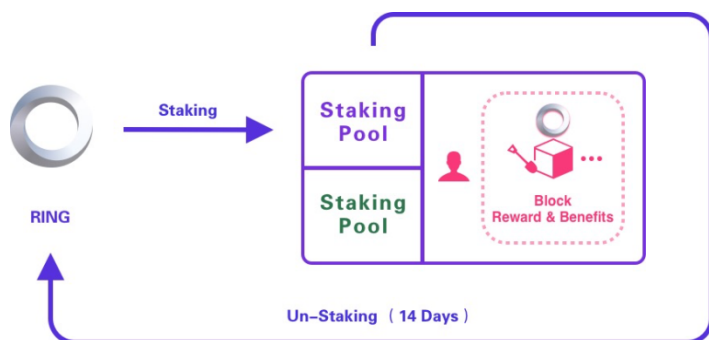 Staking
Staking
Pool
Staking
Pool
Block
Reward & Benefits
RING
Un-Staking ( 14 Days )